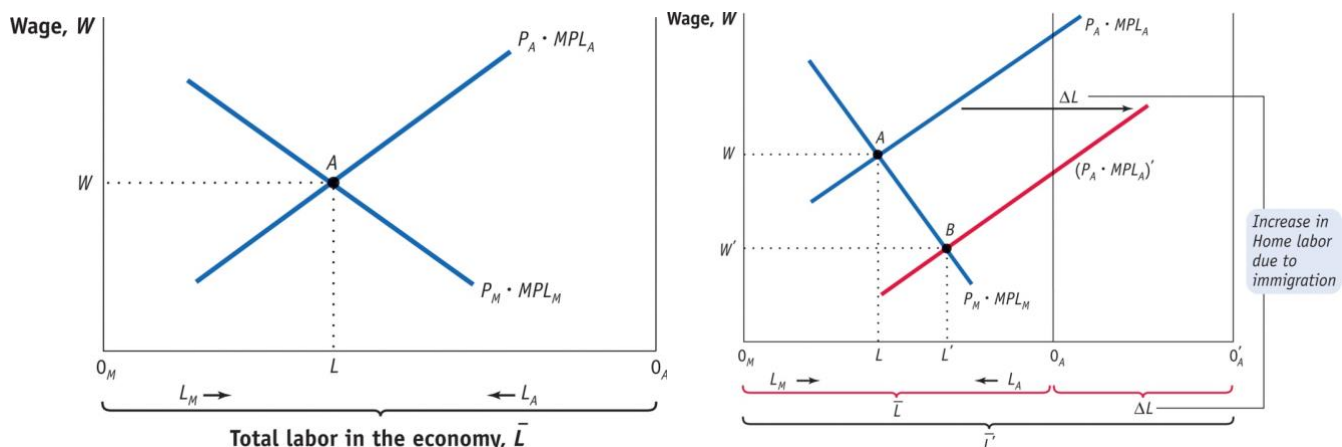 Wage, W
P_A · MPL_A
A
W
P_M · MPL_M
0_M
L
0_A
L_M →
← L_A
Total labor in the economy, L̄
Wage, W
P_A · MPL_A
ΔL
A
W
(P_A · MPL_A)′
B
W′
Increase in
Home labor
due to
immigration
P_M · MPL_M
0_M
L
L′
0_A
0′_A
L_M →
← L_A
L̄
ΔL
L̄′